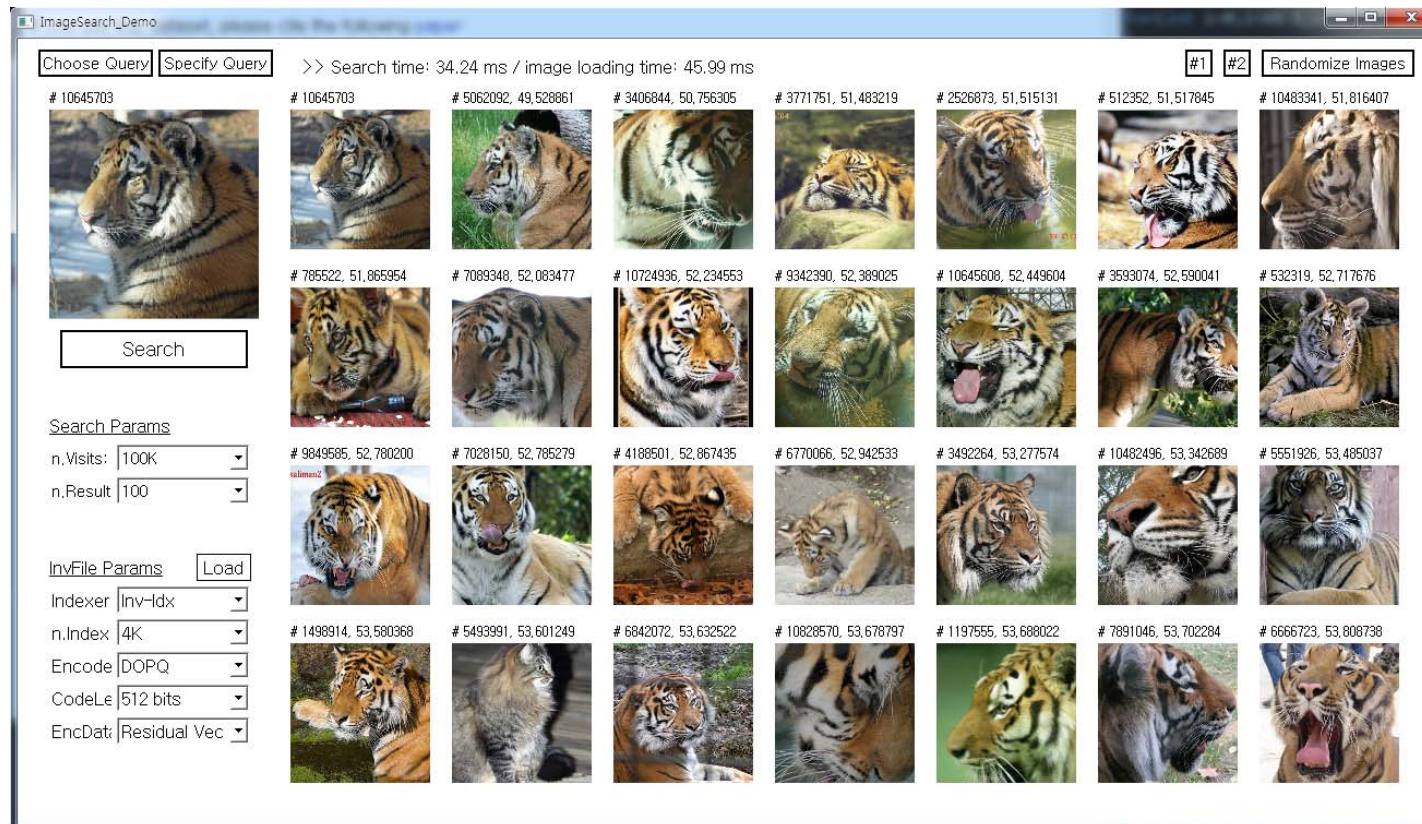 ImageSearch_Demo
please cite the following paper
Choose Query Specify Query >> Search time: 34.24 ms / image loading time: 45.99 ms #1 #2 Randomize Images
# 10645703
# 10645703 # 5062092, 49,528861 # 3406844, 50,756305 # 3771751, 51,483219 # 2526873, 51,515131 # 512352, 51,517845 # 10483341, 51,816407
# 785522, 51,865954 # 7089348, 52,083477 # 10724936, 52,234553 # 9342390, 52,389025 # 10645608, 52,449604 # 3593074, 52,590041 # 532319, 52,717676
Search
Search Params
n,Visits: 100K
n,Result 100
# 9849585, 52,780200 # 7028150, 52,785279 # 4188501, 52,867435 # 6770066, 52,942533 # 3492264, 53,277574 # 10482496, 53,342689 # 5551926, 53,485037
InvFile Params Load
Indexer Inv-Idx
n,Index 4K
Encode DOPQ
CodeLe 512 bits
EncData Residual Vec
# 1498914, 53,580368 # 5493991, 53,601249 # 6842072, 53,632522 # 10828570, 53,678797 # 1197555, 53,688022 # 7891046, 53,702284 # 6666723, 53,808738